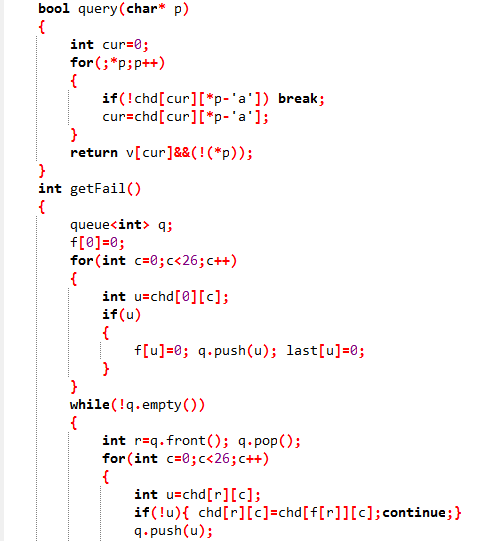 bool query(char* p)
{
int cur=0;
for(;*p;p++)
{
if(!chd[cur][*p-'a']) break;
cur=chd[cur][*p-'a'];
}
return v[cur]&&(!(*p));
}
int getFail()
{
queue<int> q;
f[0]=0;
for(int c=0;c<26;c++)
{
int u=chd[0][c];
if(u)
{
f[u]=0; q.push(u); last[u]=0;
}
}
while(!q.empty())
{
int r=q.front(); q.pop();
for(int c=0;c<26;c++)
{
int u=chd[r][c];
if(!u){ chd[r][c]=chd[f[r]][c];continue;}
q.push(u);